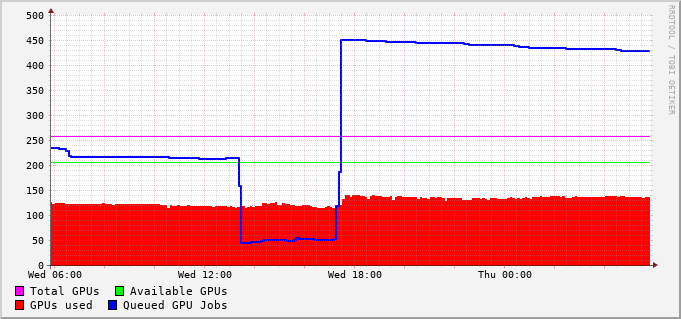 500
450
400
350
300
250
200
150
100
50
0
Wed 06:00 Wed 12:00 Wed 18:00 Thu 00:00
Total GPUs Available GPUs
GPUs used Queued GPU Jobs
RRDTOOL / TOBI OETIKER